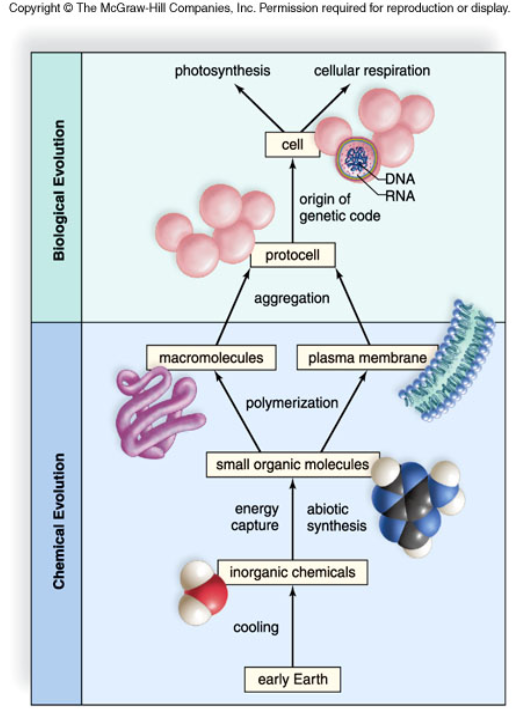 Copyright © The McGraw-Hill Companies, Inc. Permission required for reproduction or display.
photosynthesis
cellular respiration
cell
DNA
RNA
origin of
genetic code
protocell
aggregation
Biological Evolution
macromolecules
plasma membrane
polymerization
small organic molecules
energy
capture
abiotic
synthesis
inorganic chemicals
cooling
early Earth
Chemical Evolution